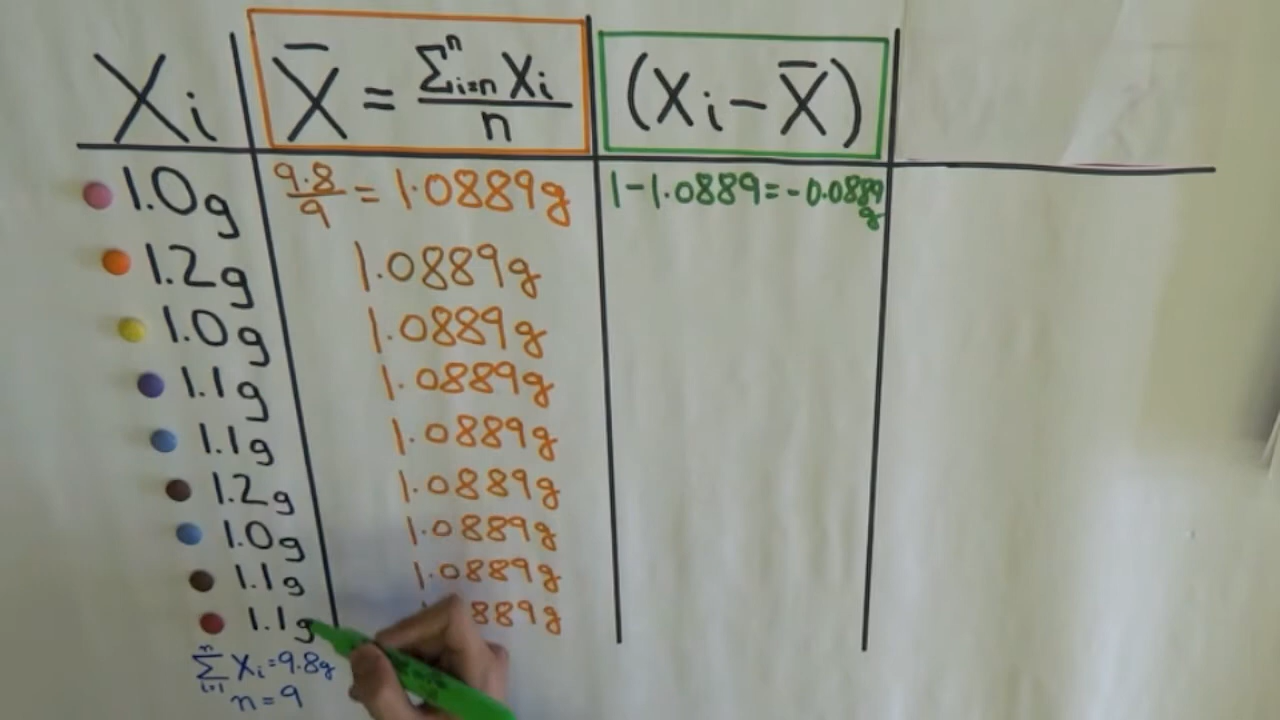 Xi X̄ = Σⁿi=n Xi / n (Xi - X̄)
1.0g 9.8/9 = 1.0889g 1-1.0889=-0.0889g
1.2g 1.0889g
1.0g 1.0889g
1.1g 1.0889g
1.1g 1.0889g
1.2g 1.0889g
1.0g 1.0889g
1.1g 1.0889g
1.1g 889g
Σⁿi=1 Xi=9.8g
n=9